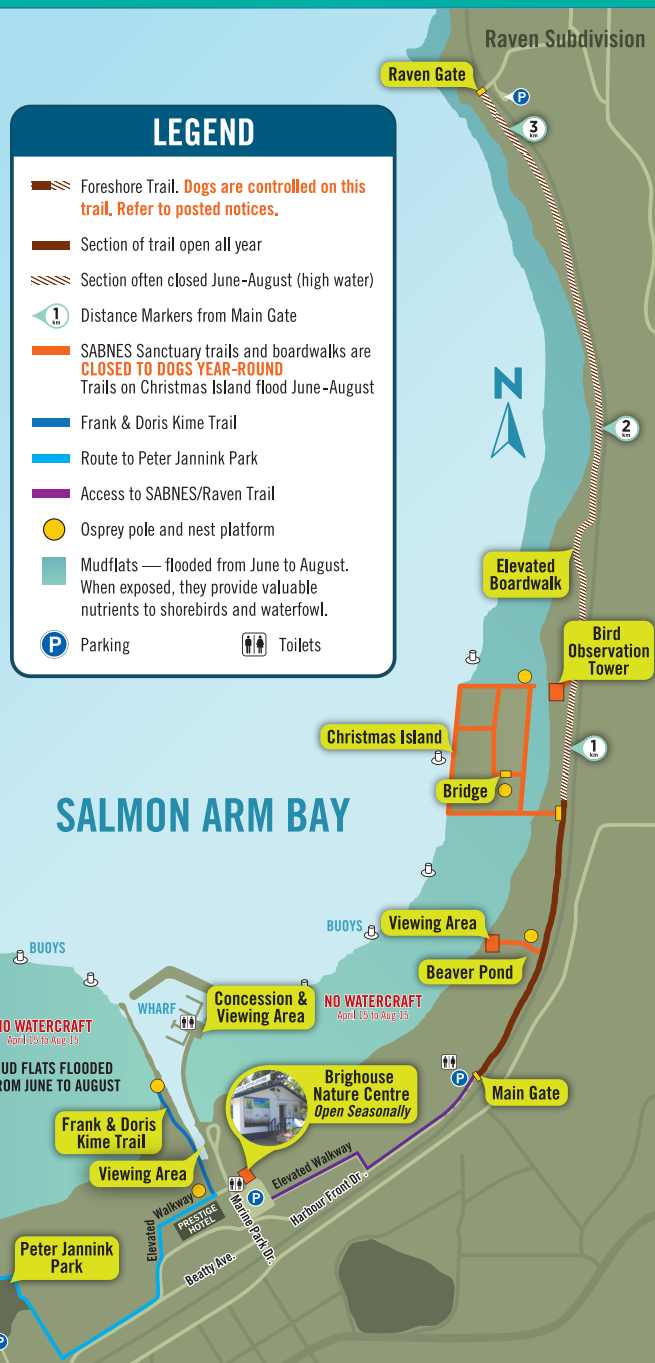 Raven Subdivision
Raven Gate
P
3
km
LEGEND
Foreshore Trail. Dogs are controlled on this
trail. Refer to posted notices.
Section of trail open all year
Section often closed June-August (high water)
1
km
Distance Markers from Main Gate
SABNES Sanctuary trails and boardwalks are
CLOSED TO DOGS YEAR-ROUND
Trails on Christmas Island flood June-August
Frank & Doris Kime Trail
Route to Peter Jannink Park
Access to SABNES/Raven Trail
Osprey pole and nest platform
Mudflats — flooded from June to August.
When exposed, they provide valuable
nutrients to shorebirds and waterfowl.
P
Parking
Toilets
N
2
km
Elevated
Boardwalk
Bird
Observation
Tower
Christmas Island
1
km
Bridge
SALMON ARM BAY
BUOYS
Viewing Area
BUOYS
Beaver Pond
WHARF
Concession &
Viewing Area
NO WATERCRAFT
April 15 to Aug 15
O WATERCRAFT
April 15 to Aug 15
UD FLATS FLOODED
ROM JUNE TO AUGUST
P
Main Gate
Brighouse
Nature Centre
Open Seasonally
Frank & Doris
Kime Trail
Viewing Area
Elevated Walkway
Harbour Front Dr.
P
Marine Park Dr.
Elevated Walkway
PRESTIGE
HOTEL
Beatty Ave.
Peter Jannink
Park
P